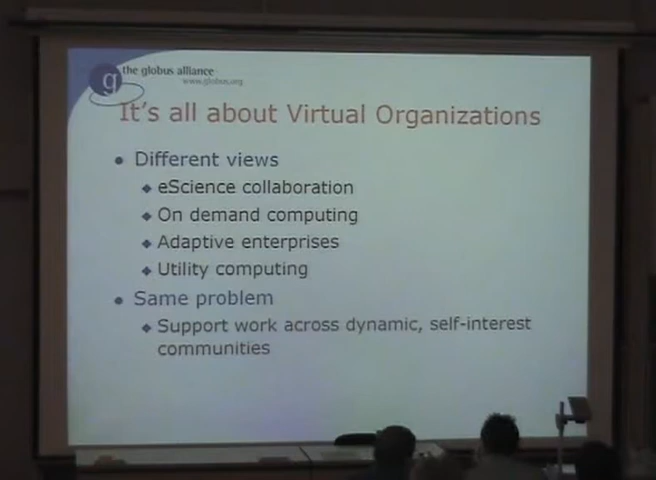 g the globus alliance
www.globus.org
It's all about Virtual Organizations
Different views
eScience collaboration
On demand computing
Adaptive enterprises
Utility computing
Same problem
Support work across dynamic, self-interest
communities